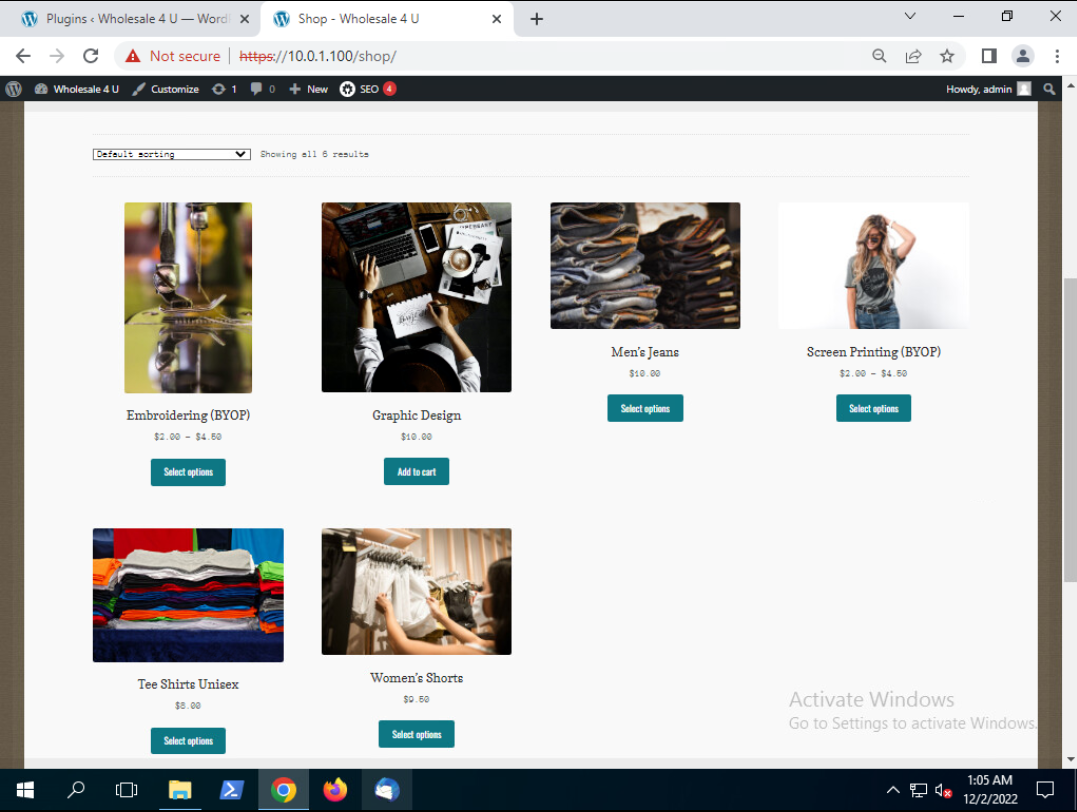 Plugins ‹ Wholesale 4 U — Word
Shop - Wholesale 4 U
Not secure | https://10.0.1.100/shop/
Wholesale 4 U Customize 1 0 New SEO 4 Howdy, admin
Default sorting Showing all 6 results
Embroidering (BYOP)
$2.00 – $4.50
Select options
Graphic Design
$10.00
Add to cart
Men's Jeans
$10.00
Select options
Screen Printing (BYOP)
$2.00 – $4.50
Select options
Tee Shirts Unisex
$8.00
Select options
Women's Shorts
$9.50
Select options
Activate Windows
Go to Settings to activate Windows.
1:05 AM
12/2/2022